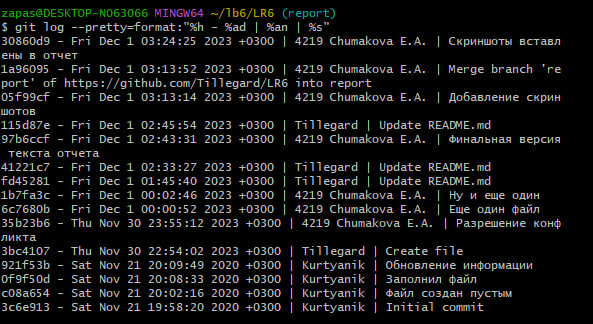 zapas@DESKTOP-NO63066 MINGW64 ~/lb6/LR6 (report)
$ git log --pretty=format:"%h - %ad | %an | %s"
30860d9 - Fri Dec 1 03:24:25 2023 +0300 | 4219 Chumakova E.A. | Скриншоты вставл
ены в отчет
1a96095 - Fri Dec 1 03:13:52 2023 +0300 | 4219 Chumakova E.A. | Merge branch 're
port' of https://github.com/Tillegard/LR6 into report
05f99cf - Fri Dec 1 03:13:14 2023 +0300 | 4219 Chumakova E.A. | Добавление скрин
шотов
115d87e - Fri Dec 1 02:45:54 2023 +0300 | Tillegard | Update README.md
97b6ccf - Fri Dec 1 02:43:31 2023 +0300 | 4219 Chumakova E.A. | Финальная версия
текста отчета
41221c7 - Fri Dec 1 02:33:27 2023 +0300 | Tillegard | Update README.md
fd45281 - Fri Dec 1 01:45:40 2023 +0300 | Tillegard | Update README.md
1b7fa3c - Fri Dec 1 00:02:46 2023 +0300 | 4219 Chumakova E.A. | Ну и еще один
6c7680b - Fri Dec 1 00:00:52 2023 +0300 | 4219 Chumakova E.A. | Еще один файл
35b23b6 - Thu Nov 30 23:55:12 2023 +0300 | 4219 Chumakova E.A. | Разрешение конф
ликта
3bc4107 - Thu Nov 30 22:54:02 2023 +0300 | Tillegard | Create file
921f53b - Sat Nov 21 20:09:49 2020 +0300 | Kurtyanik | Обновление информации
0f9f50d - Sat Nov 21 20:08:33 2020 +0300 | Kurtyanik | Заполнил файл
c08a654 - Sat Nov 21 20:02:16 2020 +0300 | Kurtyanik | Файл создан пустым
3c6e913 - Sat Nov 21 19:58:20 2020 +0300 | Kurtyanik | Initial commit